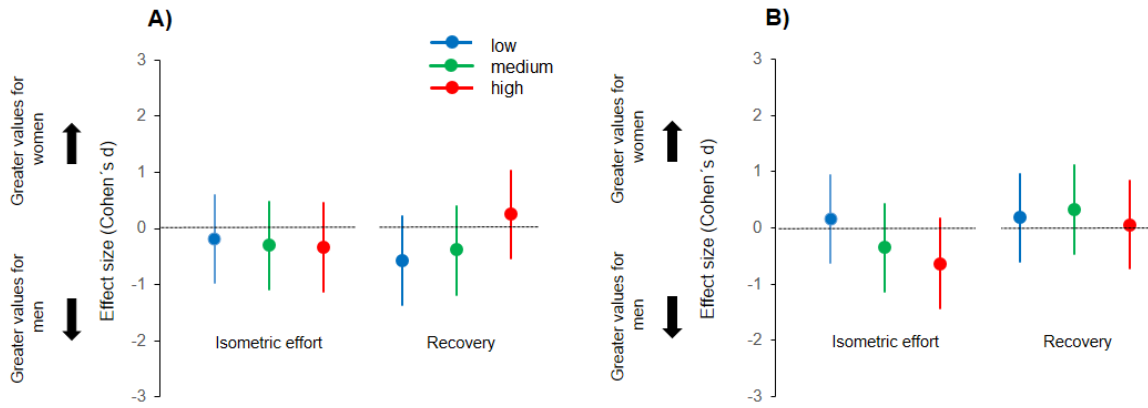 A)
low
medium
high
Greater values for
women
Greater values for
men
Effect size (Cohen´s d)
3
2
1
0
-1
-2
-3
Isometric effort
Recovery
B)
Greater values for
women
Greater values for
men
Effect size (Cohen´s d)
3
2
1
0
-1
-2
-3
Isometric effort
Recovery